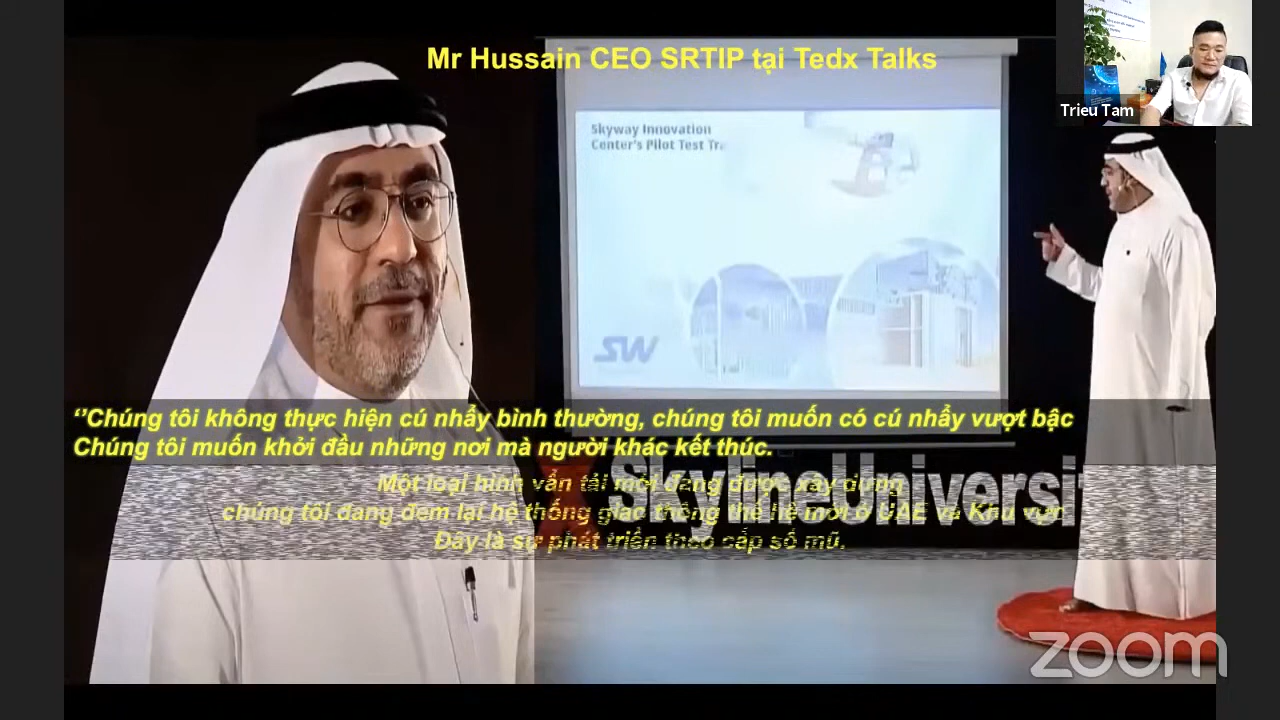 Mr Hussain CEO SRTIP tại Tedx Talks
Trieu Tam
Skyway Innovation
Center's Pilot Test
SW
‘’Chúng tôi không thực hiện cú nhẩy bình thường, chúng tôi muốn có cú nhẩy vượt bậc
Chúng tôi muốn khởi đầu những nơi mà người khác kết thúc.
Một loại hình vẩn tải mới đang được xây dựng
chúng tôi đang đem lại hệ thống giao thông thế hệ mới ở UAE và Khu vực
Đây là sự phát triển theo cấp số mũ.
SkylineUniversi
zoom